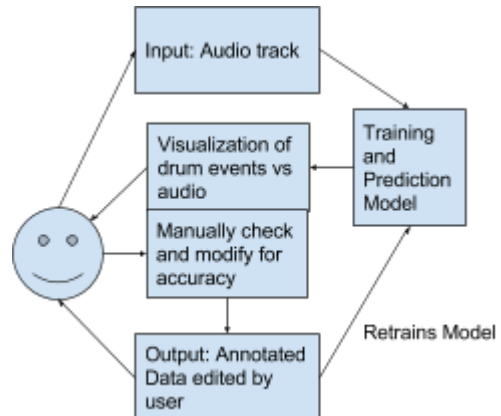 Input: Audio track
Visualization of
drum events vs
audio
Training
and
Prediction
Model
Manually check
and modify for
accuracy
Retrains Model
Output: Annotated
Data edited by
user